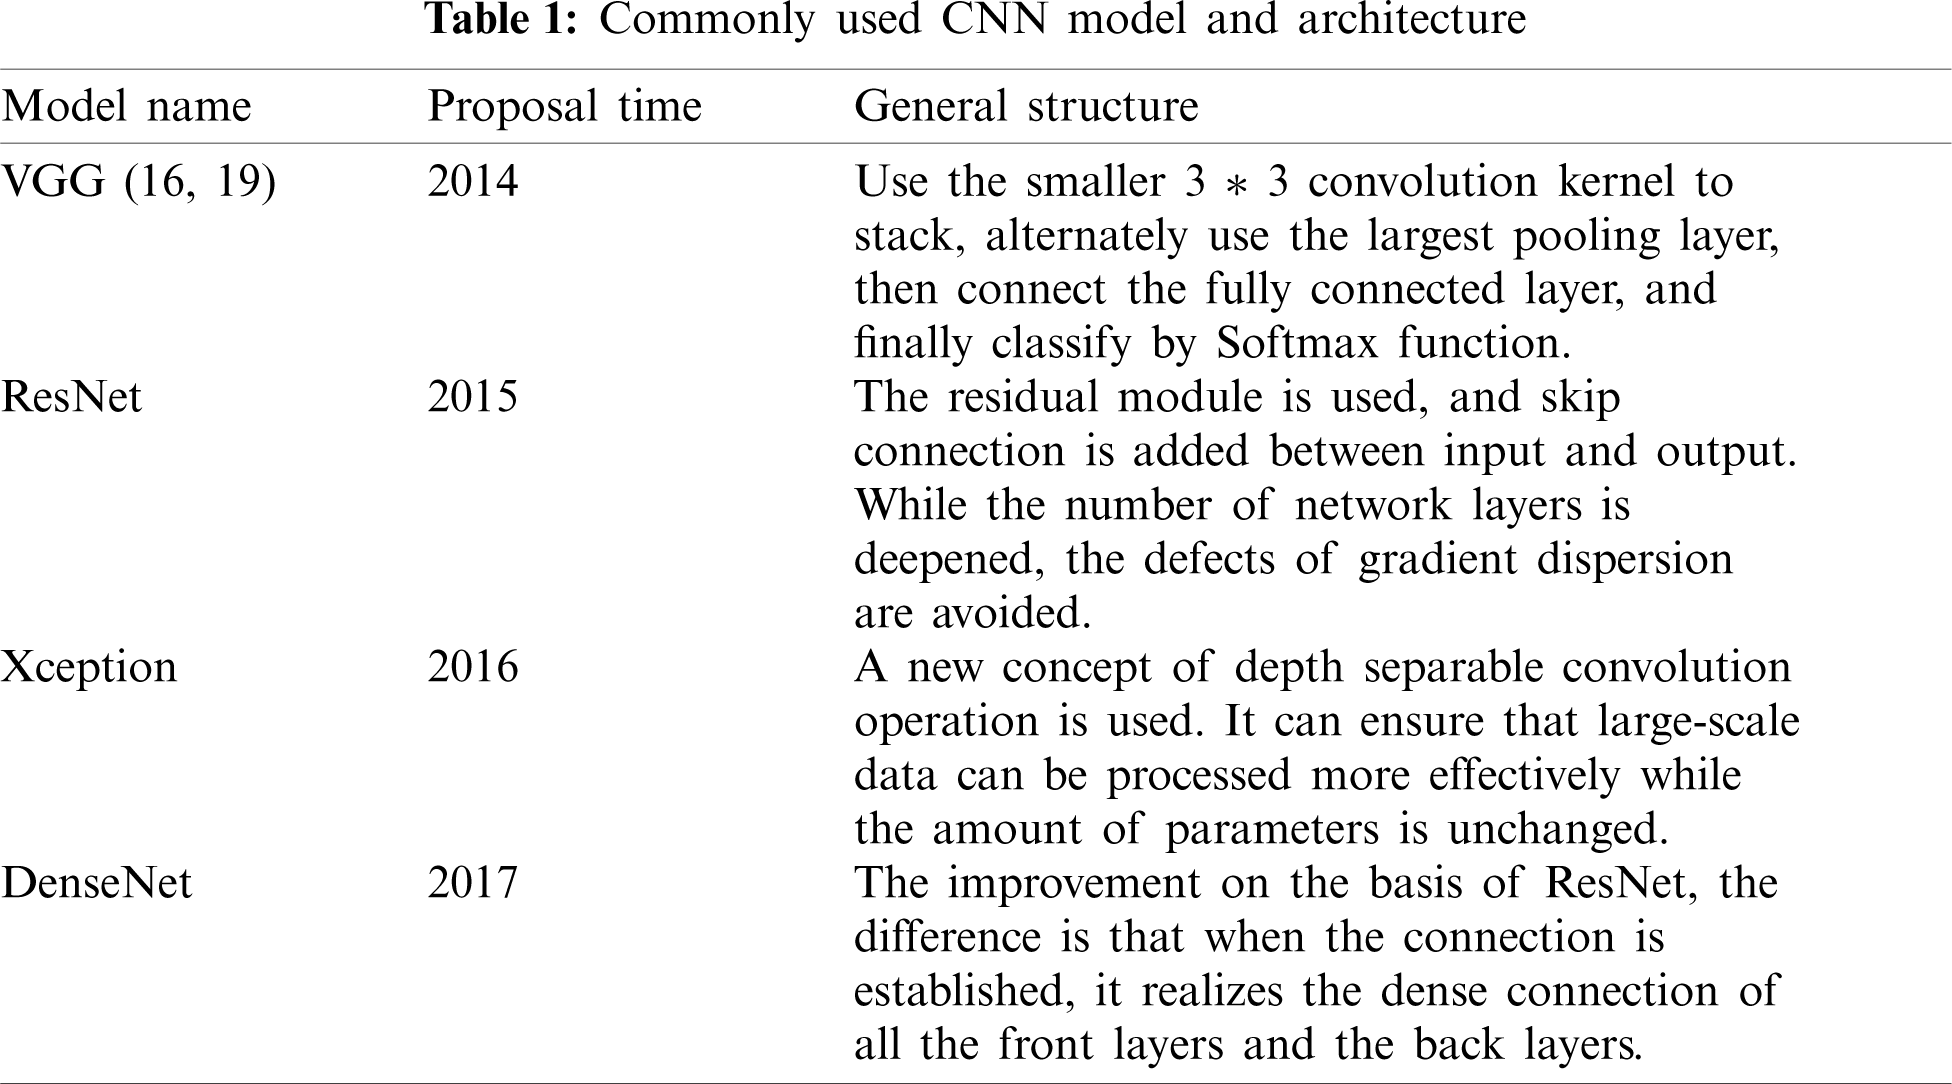 Table 1: Commonly used CNN model and architecture
Model name Proposal time General structure
VGG (16, 19) 2014 Use the smaller 3 ∗ 3 convolution kernel to
stack, alternately use the largest pooling layer,
then connect the fully connected layer, and
finally classify by Softmax function.
ResNet 2015 The residual module is used, and skip
connection is added between input and output.
While the number of network layers is
deepened, the defects of gradient dispersion
are avoided.
Xception 2016 A new concept of depth separable convolution
operation is used. It can ensure that large-scale
data can be processed more effectively while
the amount of parameters is unchanged.
DenseNet 2017 The improvement on the basis of ResNet, the
difference is that when the connection is
established, it realizes the dense connection of
all the front layers and the back layers.